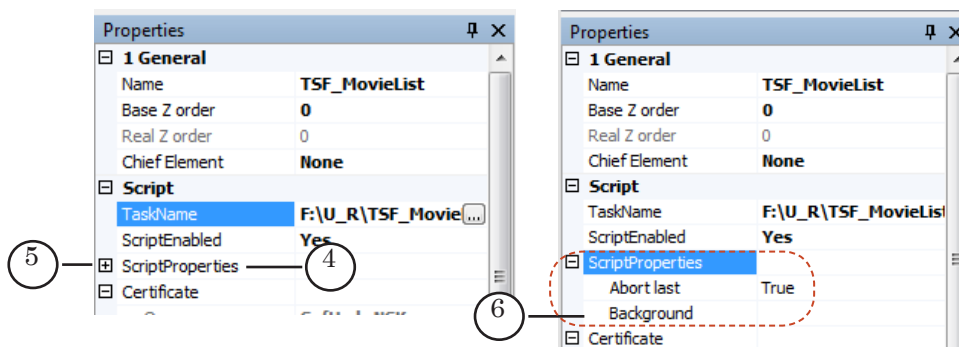 Properties
1 General
Name TSF_MovieList
Base Z order 0
Real Z order 0
Chief Element None
Script
TaskName F:\U_R\TSF_Movie ...
ScriptEnabled Yes
5 ScriptProperties 4
Certificate
Properties
1 General
Name TSF_MovieList
Base Z order 0
Real Z order 0
Chief Element None
Script
TaskName F:\U_R\TSF_MovieList
ScriptEnabled Yes
ScriptProperties
Abort last True
6 Background
Certificate